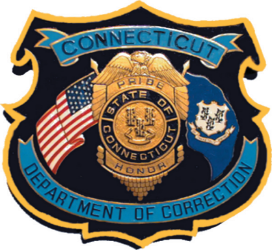 CONNECTICUT
PRIDE
STATE OF
CONNECTICUT
HONOR
DEPARTMENT OF CORRECTION